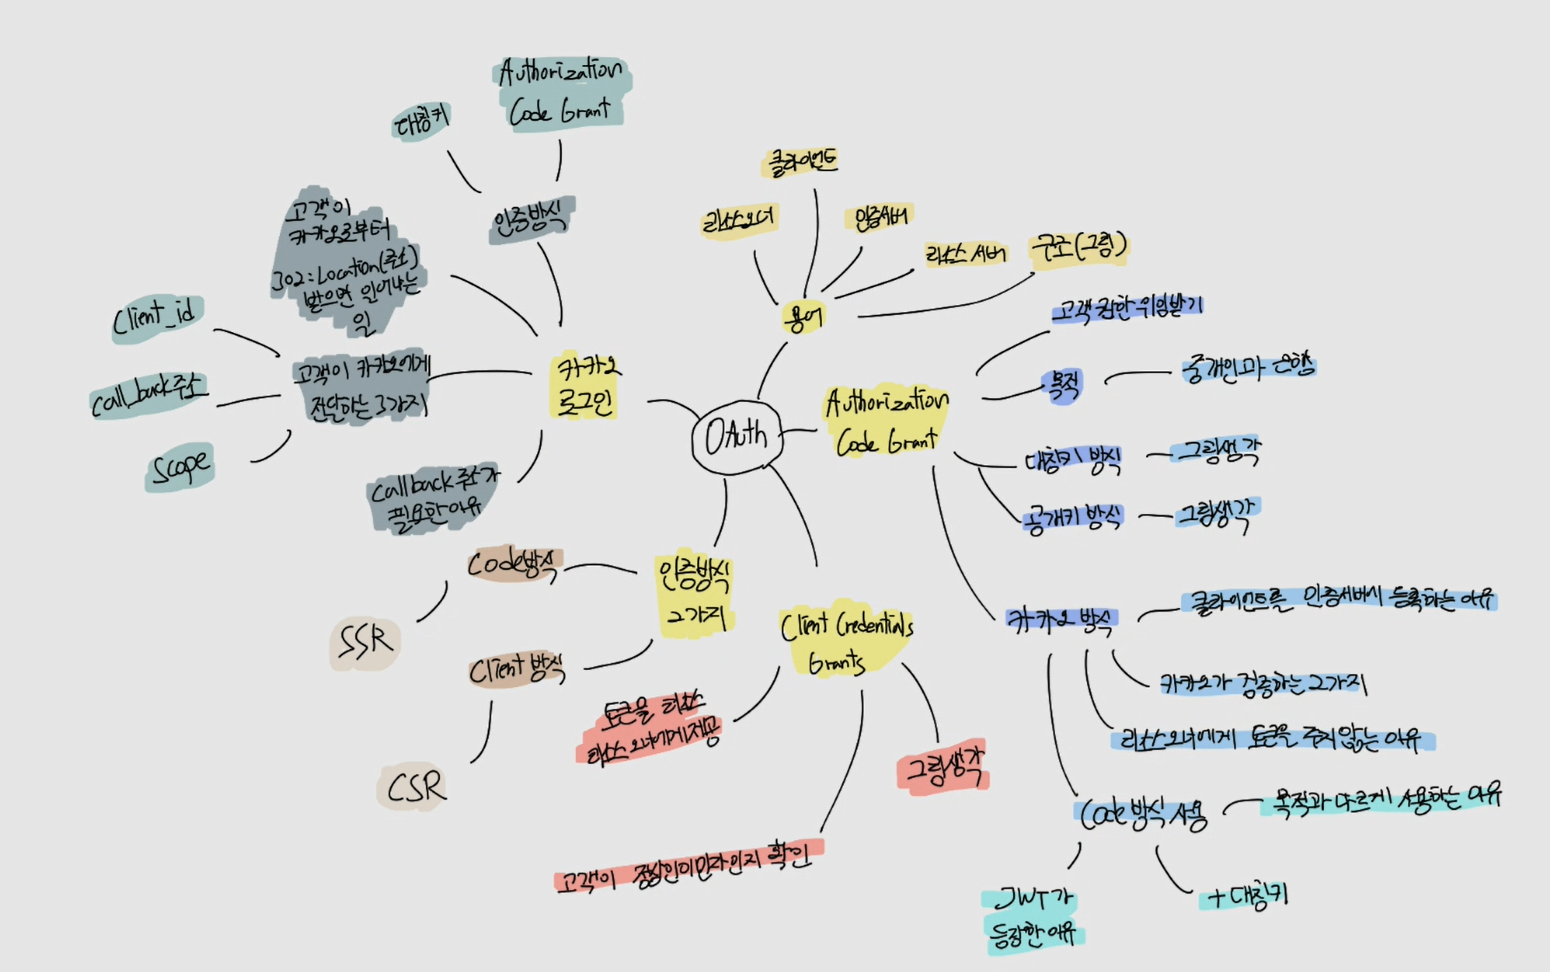 Authorization
Code Grant
대칭키
인증방식
고객이
카카오로부터
302:Location(주소)
받으면 일어나는
일
Client_id
Call_back주소
Scope
고객이 카카오에게
전달하는 3가지
카카오
로그인
Callback 주소가
필요한 이유
OAuth
용어
리소스오너
클라이언트
인증서버
리소스 서버
구조(그림)
Authorization
Code Grant
고객 권한 위임받기
목적
중개인과 은행
대칭키 방식
그림생각
공개키 방식
그림생각
카카오 방식
클라이언트를 인증서버에 등록하는 이유
카카오가 검증하는 2가지
리소스오너에게 토큰을 주지 않는 이유
Code 방식 사용
목적과 다르게 사용하는 이유
JWT가
등장한 이유
+ 대칭키
인증방식
2가지
Code방식
SSR
Client 방식
CSR
Client Credentials
Grants
토큰을 리소스
리소스 오너에게 제공
고객이 정상인이만라인지 확인
그림생각